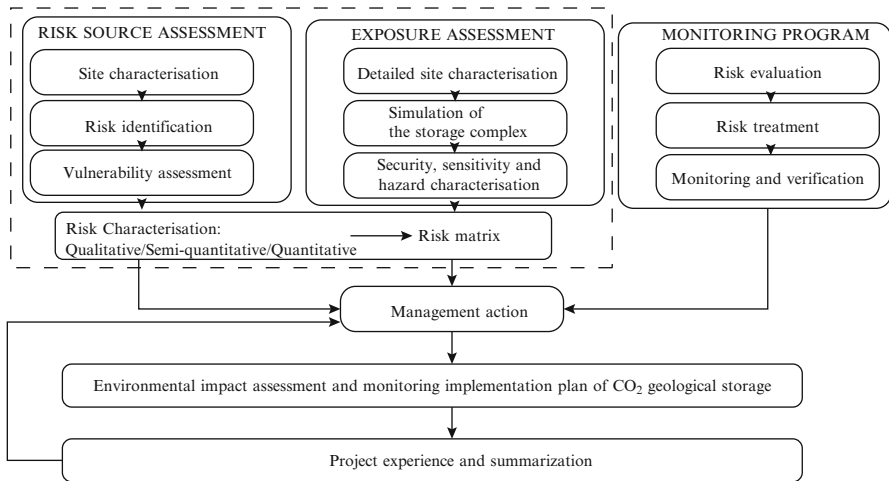 RISK SOURCE ASSESSMENT
Site characterisation
Risk identification
Vulnerability assessment
EXPOSURE ASSESSMENT
Detailed site characterisation
Simulation of
the storage complex
Security, sensitivity and
hazard characterisation
MONITORING PROGRAM
Risk evaluation
Risk treatment
Monitoring and verification
Risk Characterisation:
Qualitative/Semi-quantitative/Quantitative
Risk matrix
Management action
Environmental impact assessment and monitoring implementation plan of CO₂ geological storage
Project experience and summarization